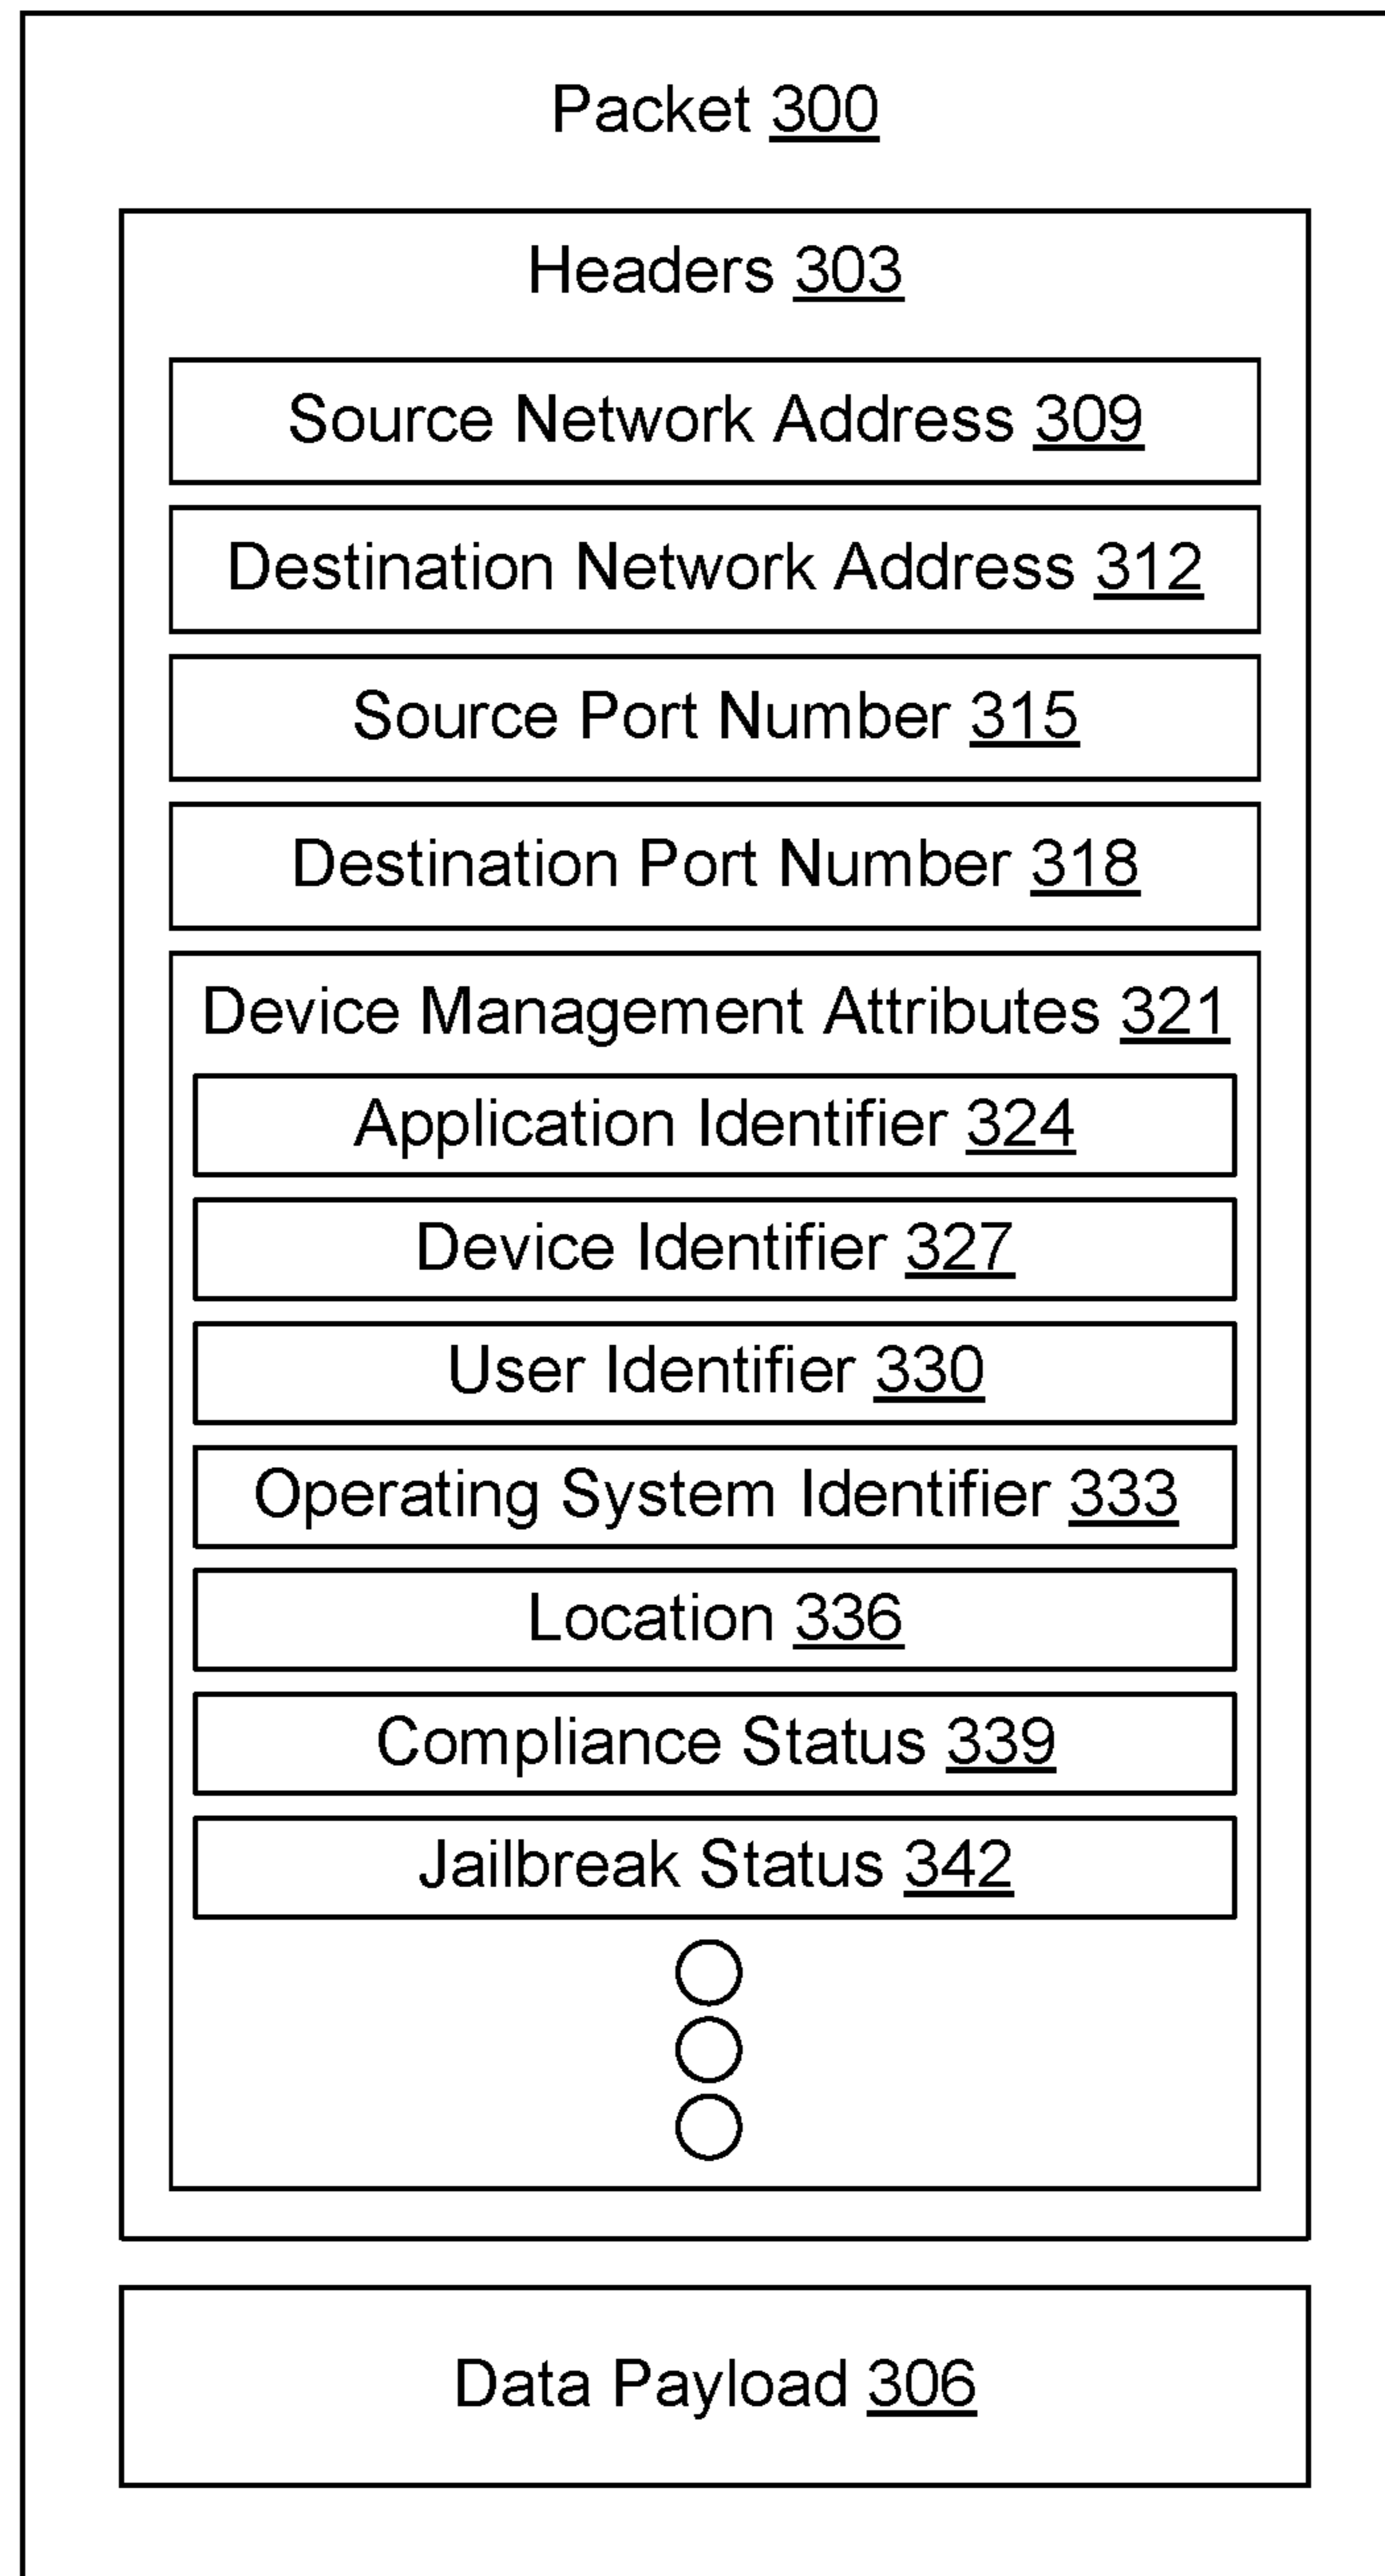 Packet 300
Headers 303
Source Network Address 309
Destination Network Address 312
Source Port Number 315
Destination Port Number 318
Device Management Attributes 321
Application Identifier 324
Device Identifier 327
User Identifier 330
Operating System Identifier 333
Location 336
Compliance Status 339
Jailbreak Status 342
Data Payload 306